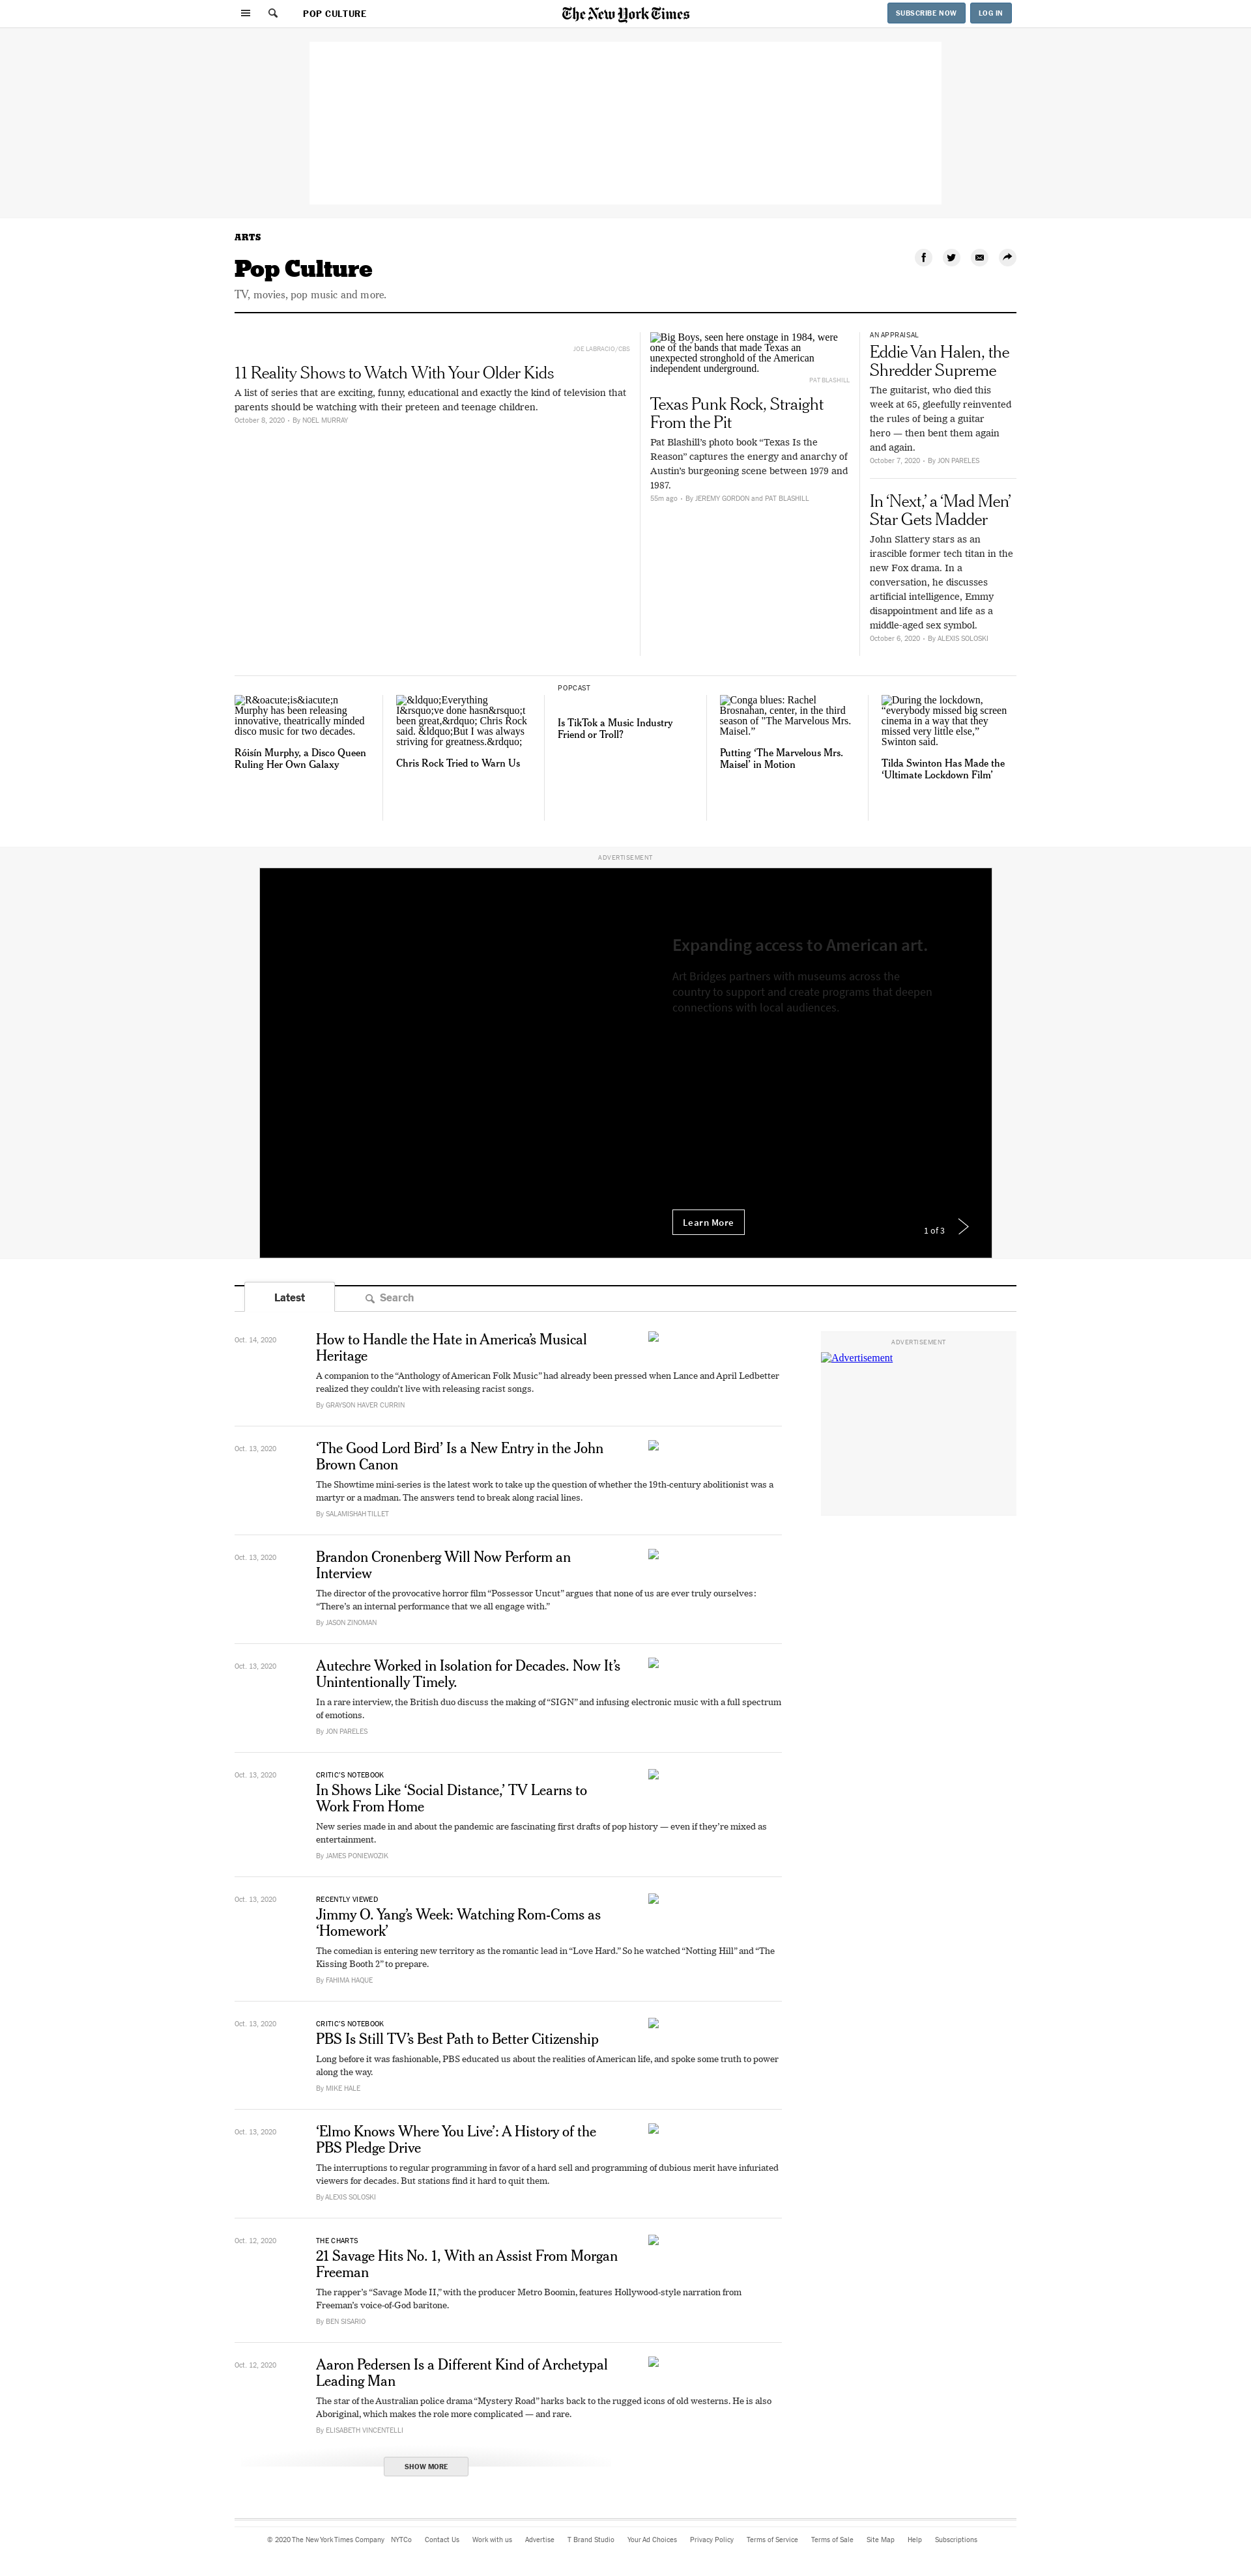 POP CULTURE
The New York Times
SUBSCRIBE NOW
LOG IN
ARTS
Pop Culture
TV, movies, pop music and more.
JOE LABRACIO/CBS
11 Reality Shows to Watch With Your Older Kids
A list of series that are exciting, funny, educational and exactly the kind of television that
parents should be watching with their preteen and teenage children.
October 8, 2020 • By NOEL MURRAY
Big Boys, seen here onstage in 1984, were
one of the bands that made Texas an
unexpected stronghold of the American
independent underground.
PAT BLASHILL
Texas Punk Rock, Straight
From the Pit
Pat Blashill’s photo book “Texas Is the
Reason” captures the energy and anarchy of
Austin’s burgeoning scene between 1979 and
1987.
55m ago • By JEREMY GORDON and PAT BLASHILL
AN APPRAISAL
Eddie Van Halen, the
Shredder Supreme
The guitarist, who died this
week at 65, gleefully reinvented
the rules of being a guitar
hero — then bent them again
and again.
October 7, 2020 • By JON PARELES
In ‘Next,’ a ‘Mad Men’
Star Gets Madder
John Slattery stars as an
irascible former tech titan in the
new Fox drama. In a
conversation, he discusses
artificial intelligence, Emmy
disappointment and life as a
middle-aged sex symbol.
October 6, 2020 • By ALEXIS SOLOSKI
R&oacute;is&iacute;n
Murphy has been releasing
innovative, theatrically minded
disco music for two decades.
Róisín Murphy, a Disco Queen
Ruling Her Own Galaxy
&ldquo;Everything
I&rsquo;ve done hasn&rsquo;t
been great,&rdquo; Chris Rock
said. &ldquo;But I was always
striving for greatness.&rdquo;
Chris Rock Tried to Warn Us
POPCAST
Is TikTok a Music Industry
Friend or Troll?
Conga blues: Rachel
Brosnahan, center, in the third
season of "The Marvelous Mrs.
Maisel.”
Putting ‘The Marvelous Mrs.
Maisel’ in Motion
During the lockdown,
“everybody missed big screen
cinema in a way that they
missed very little else,”
Swinton said.
Tilda Swinton Has Made the
‘Ultimate Lockdown Film’
ADVERTISEMENT
Expanding access to American art.
Art Bridges partners with museums across the
country to support and create programs that deepen
connections with local audiences.
Learn More
1 of 3
Latest
Search
Oct. 14, 2020
How to Handle the Hate in America’s Musical
Heritage
A companion to the “Anthology of American Folk Music” had already been pressed when Lance and April Ledbetter
realized they couldn’t live with releasing racist songs.
By GRAYSON HAVER CURRIN
ADVERTISEMENT
Advertisement
Oct. 13, 2020
‘The Good Lord Bird’ Is a New Entry in the John
Brown Canon
The Showtime mini-series is the latest work to take up the question of whether the 19th-century abolitionist was a
martyr or a madman. The answers tend to break along racial lines.
By SALAMISHAH TILLET
Oct. 13, 2020
Brandon Cronenberg Will Now Perform an
Interview
The director of the provocative horror film “Possessor Uncut” argues that none of us are ever truly ourselves:
“There’s an internal performance that we all engage with.”
By JASON ZINOMAN
Oct. 13, 2020
Autechre Worked in Isolation for Decades. Now It’s
Unintentionally Timely.
In a rare interview, the British duo discuss the making of “SIGN” and infusing electronic music with a full spectrum
of emotions.
By JON PARELES
Oct. 13, 2020
CRITIC’S NOTEBOOK
In Shows Like ‘Social Distance,’ TV Learns to
Work From Home
New series made in and about the pandemic are fascinating first drafts of pop history — even if they’re mixed as
entertainment.
By JAMES PONIEWOZIK
Oct. 13, 2020
RECENTLY VIEWED
Jimmy O. Yang’s Week: Watching Rom-Coms as
‘Homework’
The comedian is entering new territory as the romantic lead in “Love Hard.” So he watched “Notting Hill” and “The
Kissing Booth 2” to prepare.
By FAHIMA HAQUE
Oct. 13, 2020
CRITIC’S NOTEBOOK
PBS Is Still TV’s Best Path to Better Citizenship
Long before it was fashionable, PBS educated us about the realities of American life, and spoke some truth to power
along the way.
By MIKE HALE
Oct. 13, 2020
‘Elmo Knows Where You Live’: A History of the
PBS Pledge Drive
The interruptions to regular programming in favor of a hard sell and programming of dubious merit have infuriated
viewers for decades. But stations find it hard to quit them.
By ALEXIS SOLOSKI
Oct. 12, 2020
THE CHARTS
21 Savage Hits No. 1, With an Assist From Morgan
Freeman
The rapper’s “Savage Mode II,” with the producer Metro Boomin, features Hollywood-style narration from
Freeman’s voice-of-God baritone.
By BEN SISARIO
Oct. 12, 2020
Aaron Pedersen Is a Different Kind of Archetypal
Leading Man
The star of the Australian police drama “Mystery Road” harks back to the rugged icons of old westerns. He is also
Aboriginal, which makes the role more complicated — and rare.
By ELISABETH VINCENTELLI
SHOW MORE
© 2020 The New York Times Company NYTCo Contact Us Work with us Advertise T Brand Studio Your Ad Choices Privacy Policy Terms of Service Terms of Sale Site Map Help Subscriptions